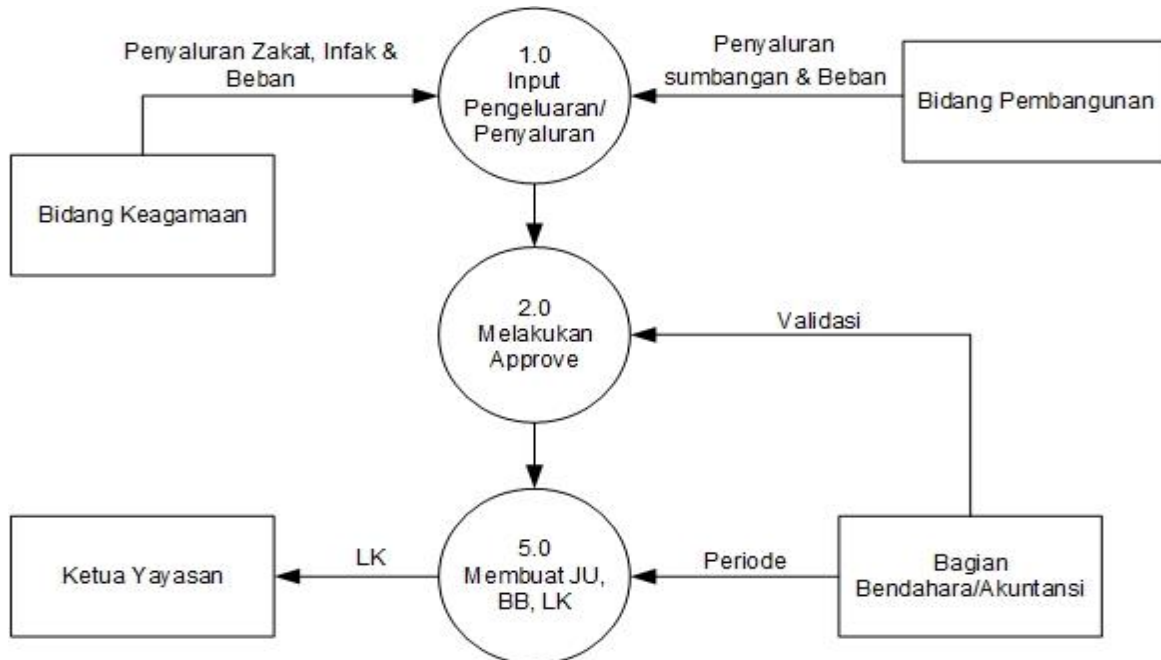 Penyaluran Zakat, Infak &
Beban
1.0
Input
Pengeluaran/
Penyaluran
Penyaluran
sumbangan & Beban
Bidang Pembangunan
Bidang Keagamaan
2.0
Melakukan
Approve
Validasi
Ketua Yayasan
LK
5.0
Membuat JU,
BB, LK
Periode
Bagian
Bendahara/Akuntansi